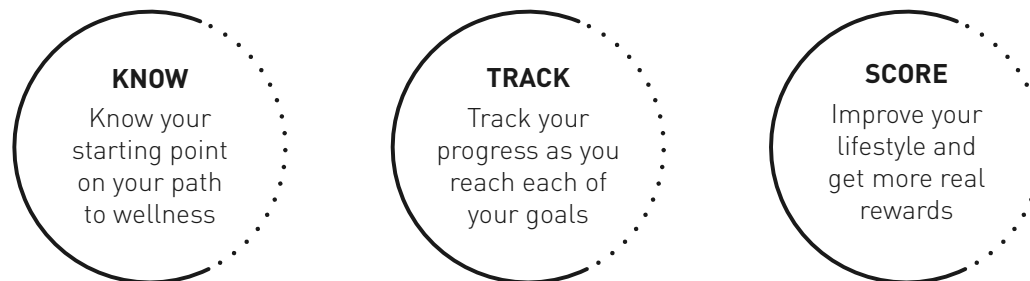 KNOW
Know your
starting point
on your path
to wellness
TRACK
Track your
progress as you
reach each of
your goals
SCORE
Improve your
lifestyle and
get more real
rewards